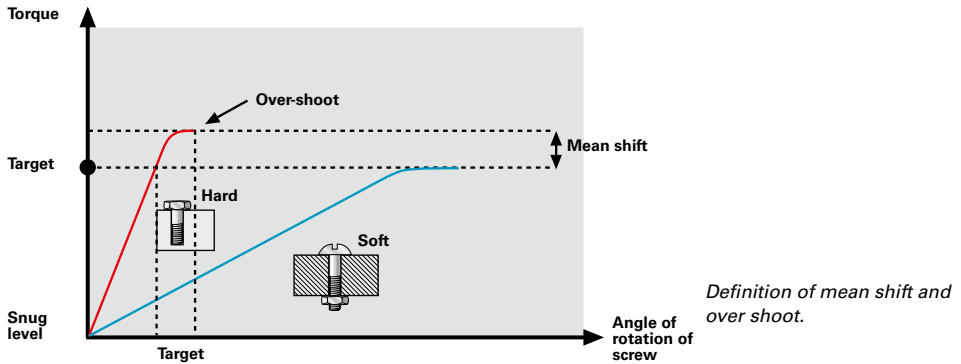 Torque
Over-shoot
Mean shift
Target
Hard
Soft
Snug
level
Target
Angle of
rotation of
screw
Definition of mean shift and
over shoot.